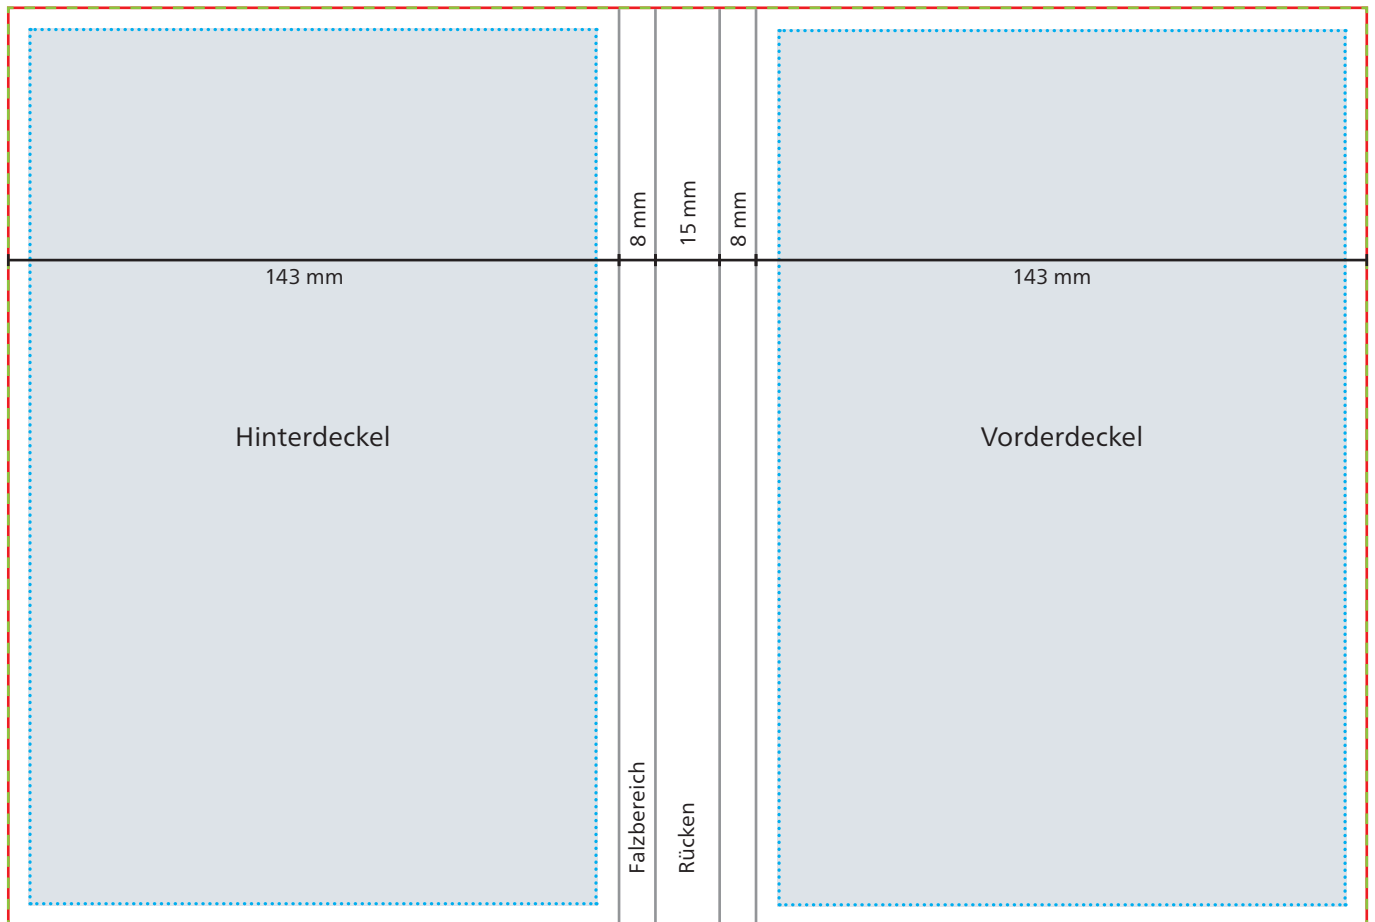 8 mm
15 mm
8 mm
143 mm
143 mm
Hinterdeckel
Vorderdeckel
Falzbereich
Rücken